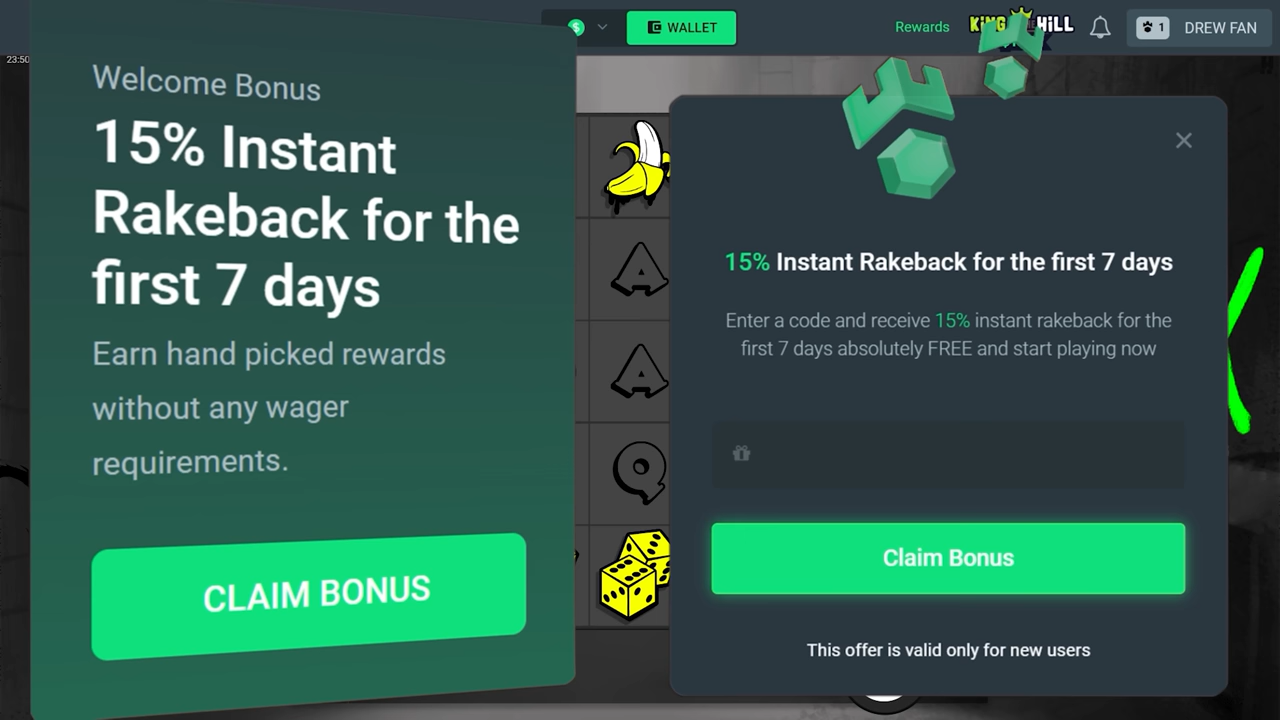 WALLET
Rewards
KING HILL
1
DREW FAN
23:50
Welcome Bonus
15% Instant
Rakeback for the
first 7 days
Earn hand picked rewards
without any wager
requirements.
CLAIM BONUS
A
A
Q
15% Instant Rakeback for the first 7 days
Enter a code and receive 15% instant rakeback for the
first 7 days absolutely FREE and start playing now
Claim Bonus
This offer is valid only for new users